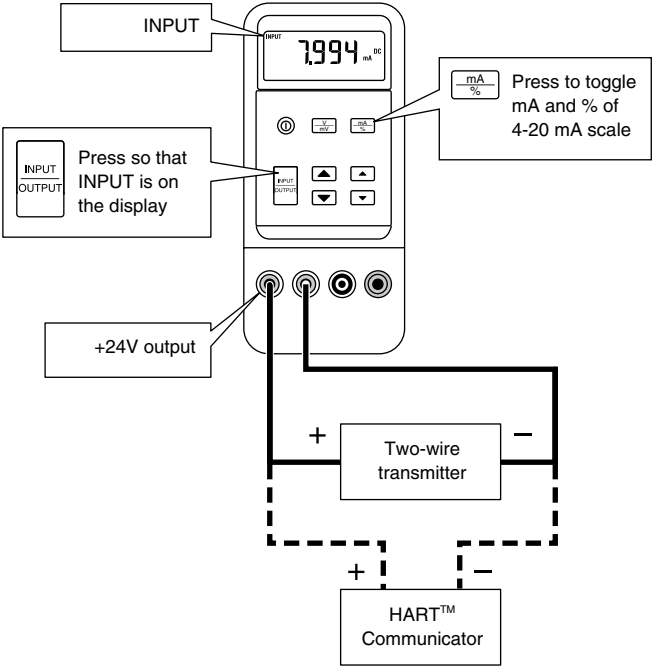 INPUT
INPUT
7.994
mA
DC
mA
%
Press to toggle
mA and % of
4-20 mA scale
V
mV
mA
%
INPUT
OUTPUT
Press so that
INPUT is on
the display
INPUT
OUTPUT
+24V output
+
−
Two-wire
transmitter
+
−
HART™
Communicator